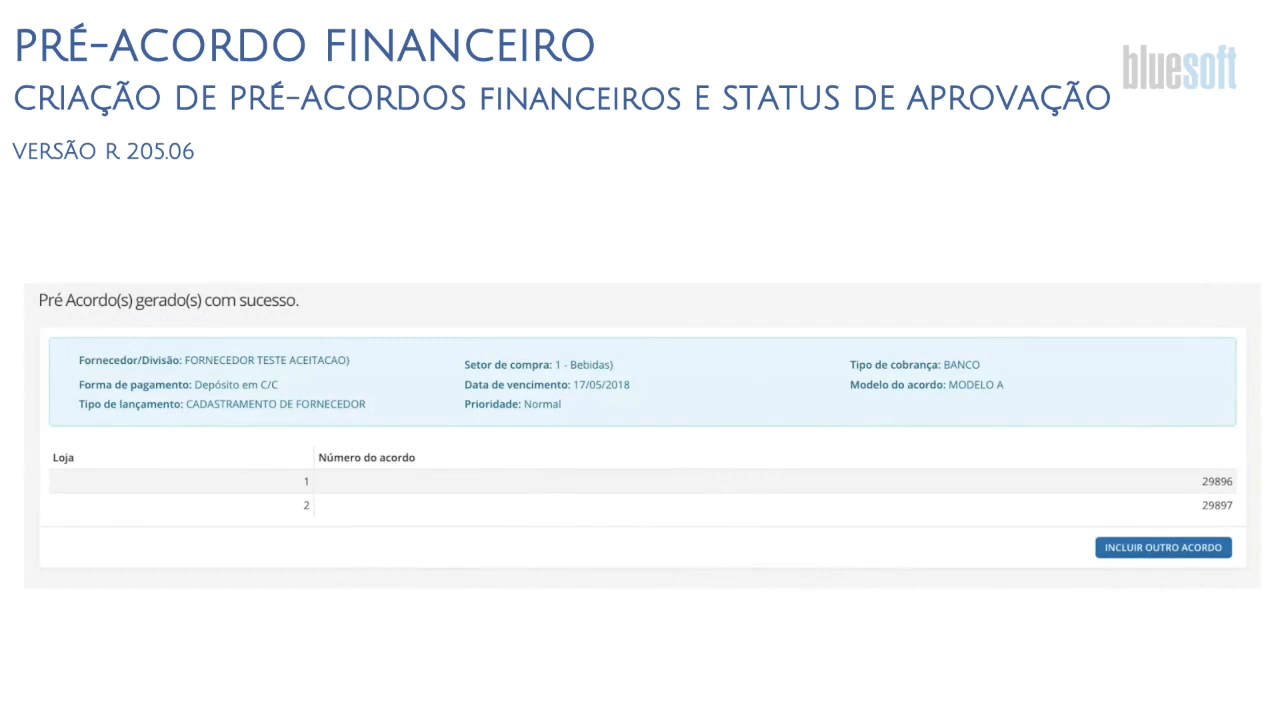 PRÉ-ACORDO FINANCEIRO
CRIAÇÃO DE PRÉ-ACORDOS FINANCEIROS E STATUS DE APROVAÇÃO
bluesoft
VERSÃO R 205.06
Pré Acordo(s) gerado(s) com sucesso.
Fornecedor/Divisão: FORNECEDOR TESTE ACEITACAO)
Setor de compra: 1 - Bebidas)
Tipo de cobrança: BANCO
Forma de pagamento: Depósito em C/C
Data de vencimento: 17/05/2018
Modelo do acordo: MODELO A
Tipo de lançamento: CADASTRAMENTO DE FORNECEDOR
Prioridade: Normal
Loja Número do acordo
1 29896
2 29897
INCLUIR OUTRO ACORDO